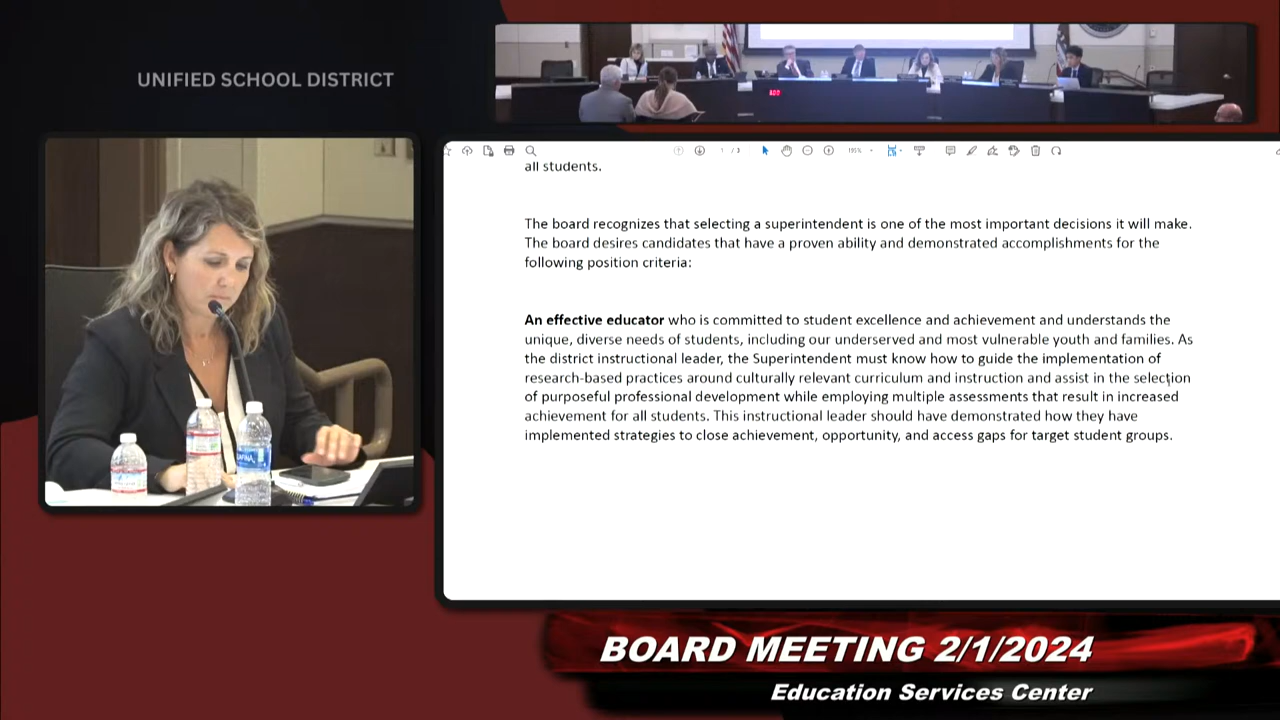 UNIFIED SCHOOL DISTRICT
1 / 3
195%
all students.
The board recognizes that selecting a superintendent is one of the most important decisions it will make.
The board desires candidates that have a proven ability and demonstrated accomplishments for the
following position criteria:
An effective educator who is committed to student excellence and achievement and understands the
unique, diverse needs of students, including our underserved and most vulnerable youth and families. As
the district instructional leader, the Superintendent must know how to guide the implementation of
research-based practices around culturally relevant curriculum and instruction and assist in the selection
of purposeful professional development while employing multiple assessments that result in increased
achievement for all students. This instructional leader should have demonstrated how they have
implemented strategies to close achievement, opportunity, and access gaps for target student groups.
BOARD MEETING 2/1/2024
Education Services Center